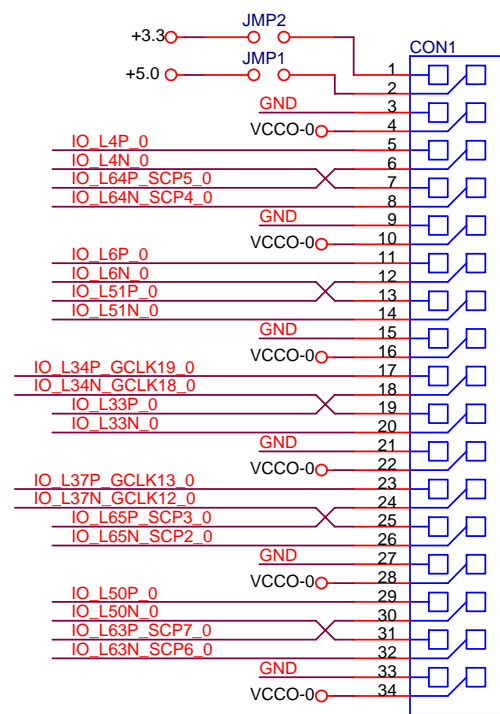 JMP2
+3.3
CON1
JMP1
1
+5.0
2
GND
3
VCCO-0
4
IO_L4P_0
5
IO_L4N_0
6
IO_L64P_SCP5_0
7
IO_L64N_SCP4_0
8
GND
9
VCCO-0
10
IO_L6P_0
11
IO_L6N_0
12
IO_L51P_0
13
IO_L51N_0
14
GND
15
VCCO-0
16
IO_L34P_GCLK19_0
17
IO_L34N_GCLK18_0
18
IO_L33P_0
19
IO_L33N_0
20
GND
21
VCCO-0
22
IO_L37P_GCLK13_0
23
IO_L37N_GCLK12_0
24
IO_L65P_SCP3_0
25
IO_L65N_SCP2_0
26
GND
27
VCCO-0
28
IO_L50P_0
29
IO_L50N_0
30
IO_L63P_SCP7_0
31
IO_L63N_SCP6_0
32
GND
33
VCCO-0
34